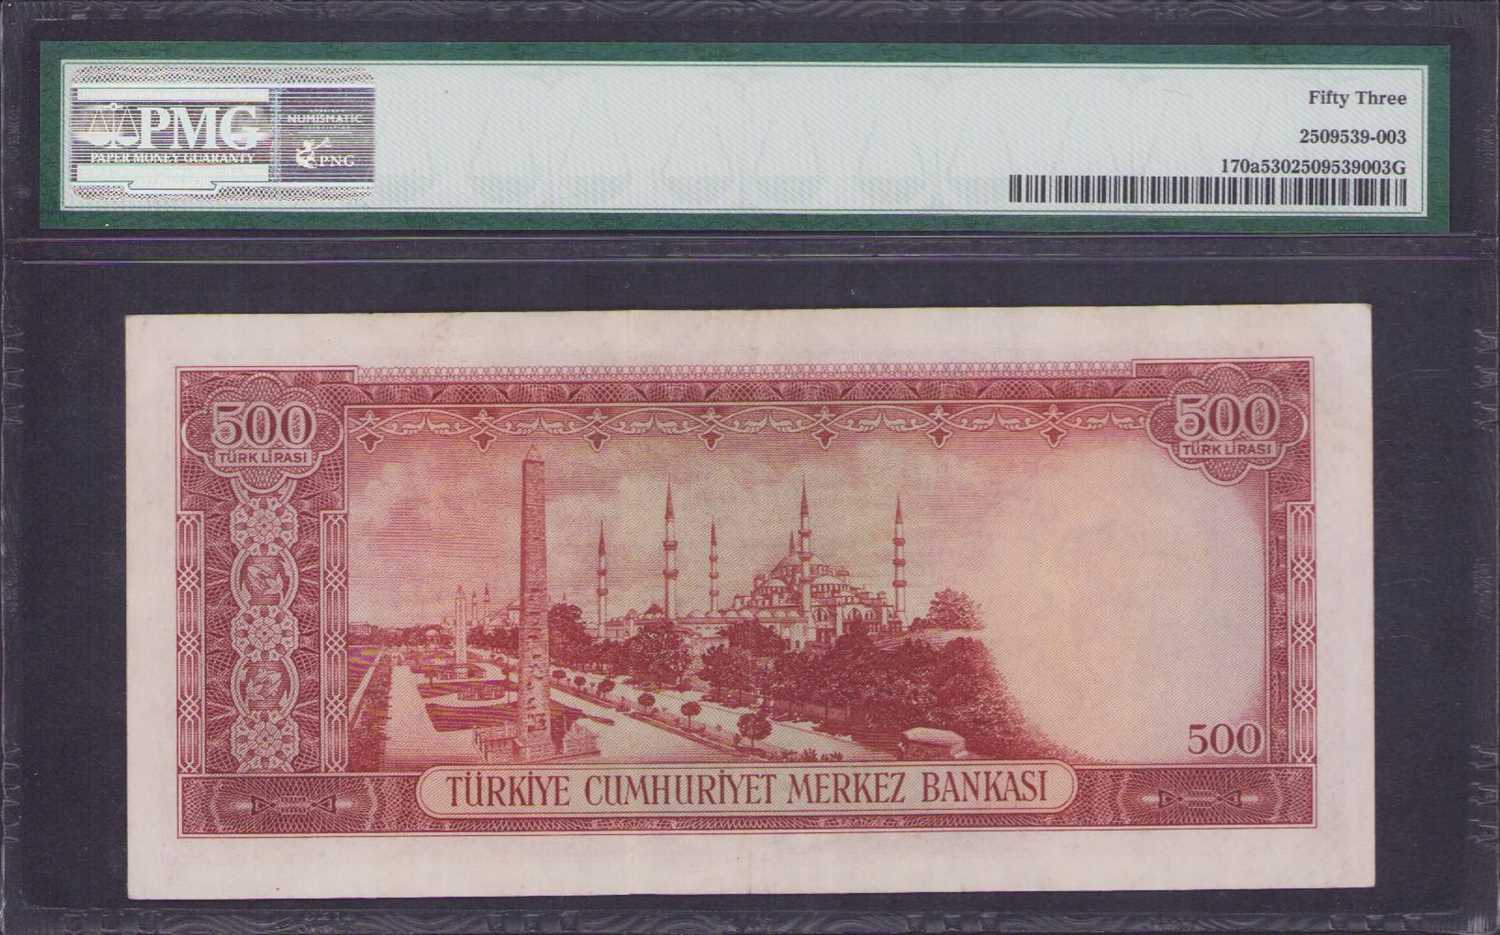 PMG
PAPER MONEY GUARANTY
NUMISMATIC
PNG
Fifty Three
2509539-003
170a5302509539003G
500
TÜRK LİRASI
500
TÜRK LİRASI
500
TÜRKİYE CUMHURİYET MERKEZ BANKASI